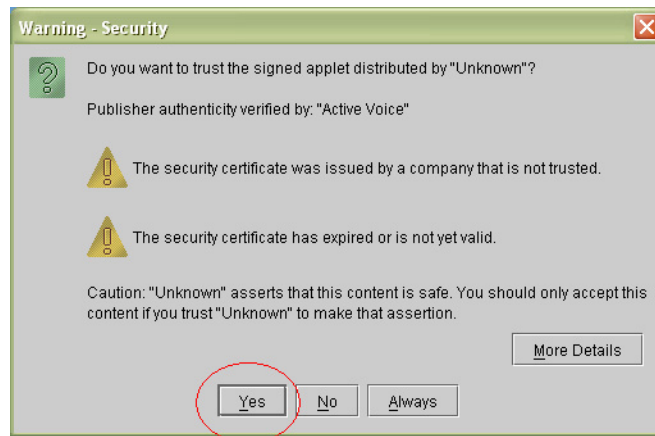 Warning - Security
Do you want to trust the signed applet distributed by "Unknown"?
Publisher authenticity verified by: "Active Voice"
The security certificate was issued by a company that is not trusted.
The security certificate has expired or is not yet valid.
Caution: "Unknown" asserts that this content is safe. You should only accept this
content if you trust "Unknown" to make that assertion.
More Details
Yes No Always